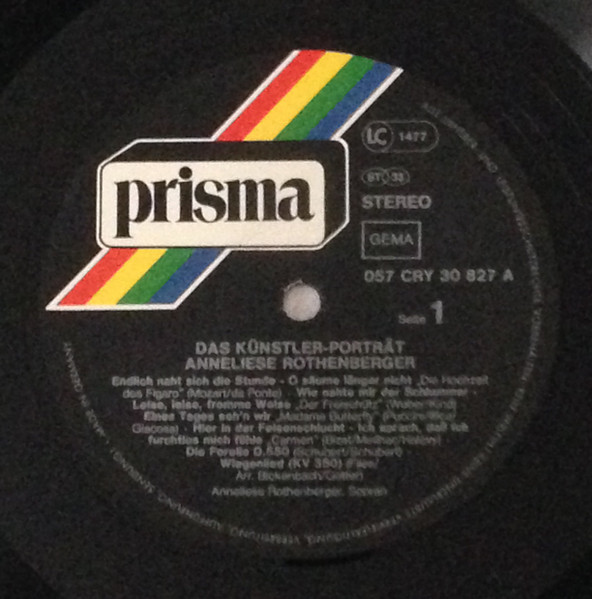 prisma
LC 1477
ST 33
STEREO
GEMA
057 CRY 30 827 A
Seite 1
DAS KÜNSTLER-PORTRÄT
ANNELIESE ROTHENBERGER
Endlich naht sich die Stunde - O säume länger nicht „Die Hochzeit
des Figaro" (Mozart/da Ponte) · Wie nahte mir der Schlummer -
Leise, leise, fromme Weise „Der Freischütz" (Weber/Kind)
Eines Tages seh'n wir „Madame Butterfly" (Puccini/Illica/
Giacosa) · Hier in der Felsenschlucht - Ich sprach, daß ich
furchtlos mich fühle „Carmen" (Bizet/Meilhac/Halévy)
Die Forelle D.550 (Schubert/Schubart)
Wiegenlied (KV 350) (Flies/
Arr. Bickenbach/Gotter)
Anneliese Rothenberger, Sopran